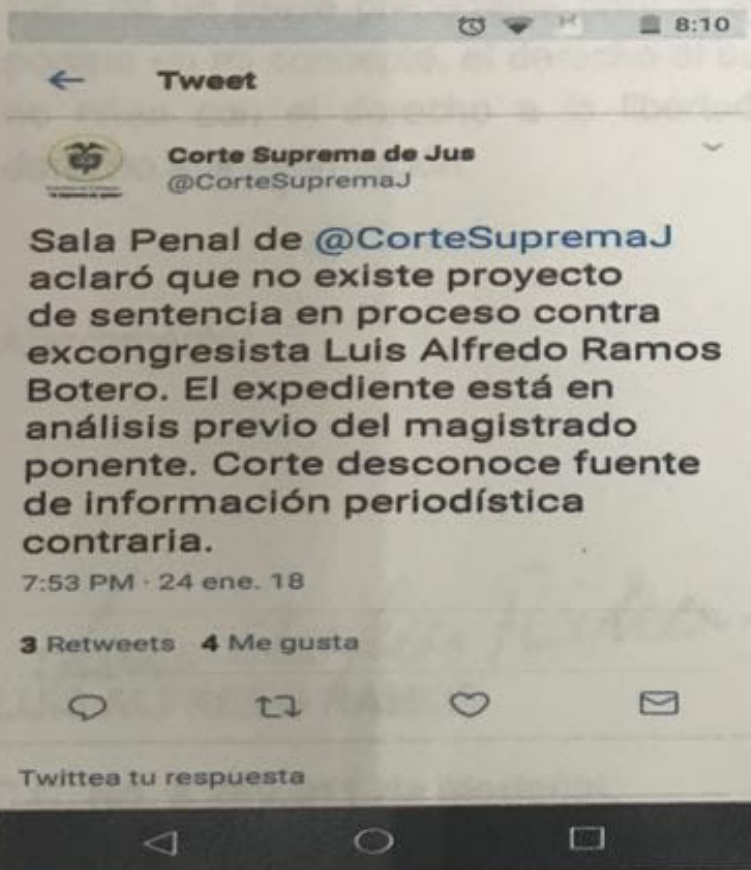 8:10
Tweet
Corte Suprema de Jus
@CorteSupremaJ
Sala Penal de @CorteSupremaJ
aclaró que no existe proyecto
de sentencia en proceso contra
excongresista Luis Alfredo Ramos
Botero. El expediente está en
análisis previo del magistrado
ponente. Corte desconoce fuente
de información periodística
contraria.
7:53 PM · 24 ene. 18
3 Retweets 4 Me gusta
Twittea tu respuesta